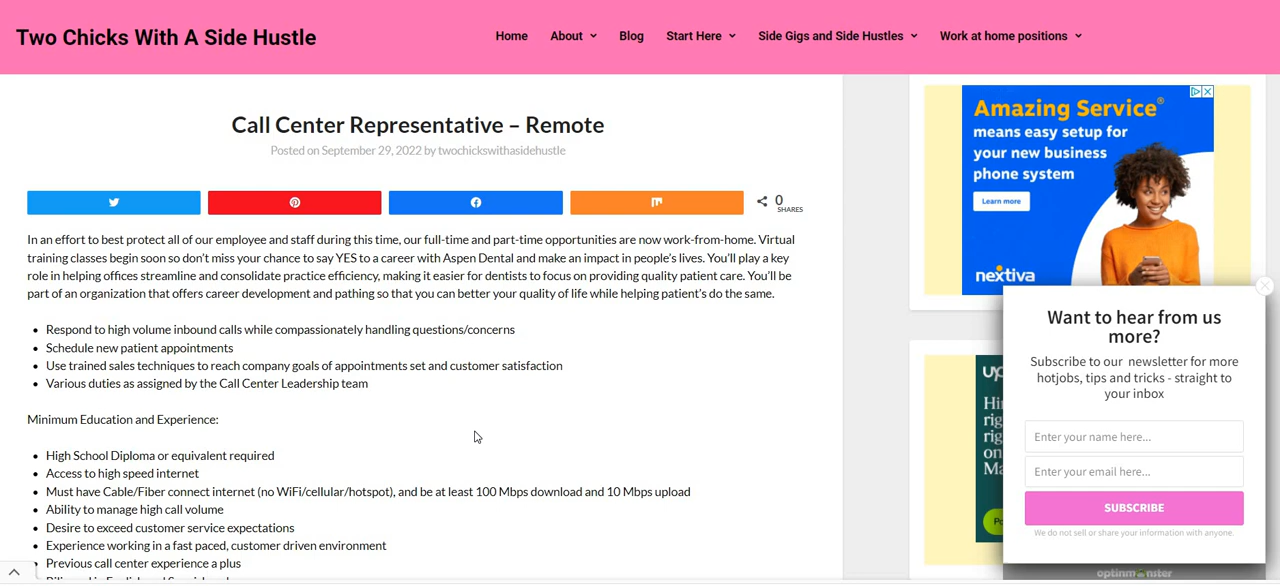 Two Chicks With A Side Hustle
Home About Blog Start Here Side Gigs and Side Hustles Work at home positions
Call Center Representative – Remote
Posted on September 29, 2022 by twochickswithasidehustle
0
SHARES
In an effort to best protect all of our employee and staff during this time, our full-time and part-time opportunities are now work-from-home. Virtual
training classes begin soon so don't miss your chance to say YES to a career with Aspen Dental and make an impact in people's lives. You'll play a key
role in helping offices streamline and consolidate practice efficiency, making it easier for dentists to focus on providing quality patient care. You'll be
part of an organization that offers career development and pathing so that you can better your quality of life while helping patient's do the same.
• Respond to high volume inbound calls while compassionately handling questions/concerns
• Schedule new patient appointments
• Use trained sales techniques to reach company goals of appointments set and customer satisfaction
• Various duties as assigned by the Call Center Leadership team
Minimum Education and Experience:
• High School Diploma or equivalent required
• Access to high speed internet
• Must have Cable/Fiber connect internet (no WiFi/cellular/hotspot), and be at least 100 Mbps download and 10 Mbps upload
• Ability to manage high call volume
• Desire to exceed customer service expectations
• Experience working in a fast paced, customer driven environment
• Previous call center experience a plus
Amazing Service®
means easy setup for
your new business
phone system
Learn more
nextiva
Want to hear from us
more?
Subscribe to our newsletter for more
hotjobs, tips and tricks - straight to
your inbox
Enter your name here...
Enter your email here...
SUBSCRIBE
We do not sell or share your information with anyone.
optinmonster